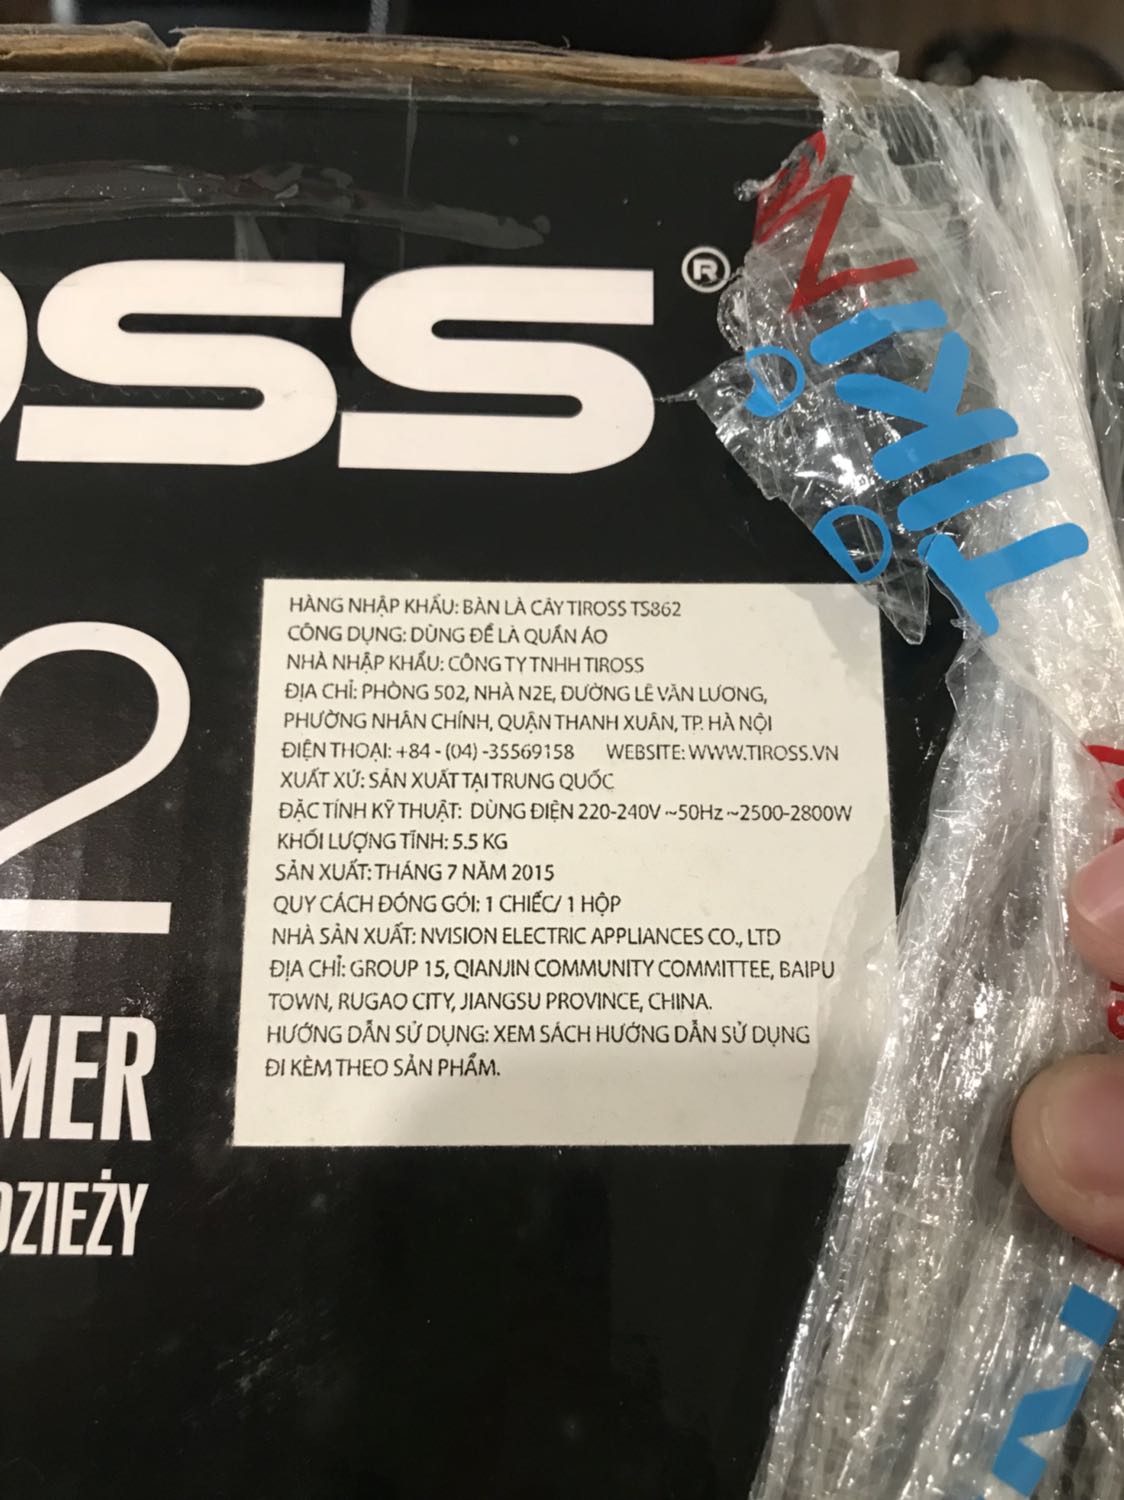 OSS®
TIKI
2
MER
DZIEŻY
HÀNG NHẬP KHẨU: BÀN LÀ CÂY TIROSS TS862
CÔNG DỤNG: DÙNG ĐỂ LÀ QUẦN ÁO
NHÀ NHẬP KHẨU: CÔNG TY TNHH TIROSS
ĐỊA CHỈ: PHÒNG 502, NHÀ N2E, ĐƯỜNG LÊ VĂN LƯƠNG,
PHƯỜNG NHÂN CHÍNH, QUẬN THANH XUÂN, TP. HÀ NỘI
ĐIỆN THOẠI: +84 - (04) -35569158 WEBSITE: WWW.TIROSS.VN
XUẤT XỨ: SẢN XUẤT TẠI TRUNG QUỐC
ĐẶC TÍNH KỸ THUẬT: DÙNG ĐIỆN 220-240V ~50Hz ~2500-2800W
KHỐI LƯỢNG TĨNH: 5.5 KG
SẢN XUẤT: THÁNG 7 NĂM 2015
QUY CÁCH ĐÓNG GÓI: 1 CHIẾC/ 1 HỘP
NHÀ SẢN XUẤT: NVISION ELECTRIC APPLIANCES CO., LTD
ĐỊA CHỈ: GROUP 15, QIANJIN COMMUNITY COMMITTEE, BAIPU
TOWN, RUGAO CITY, JIANGSU PROVINCE, CHINA.
HƯỚNG DẪN SỬ DỤNG: XEM SÁCH HƯỚNG DẪN SỬ DỤNG
ĐI KÈM THEO SẢN PHẨM.